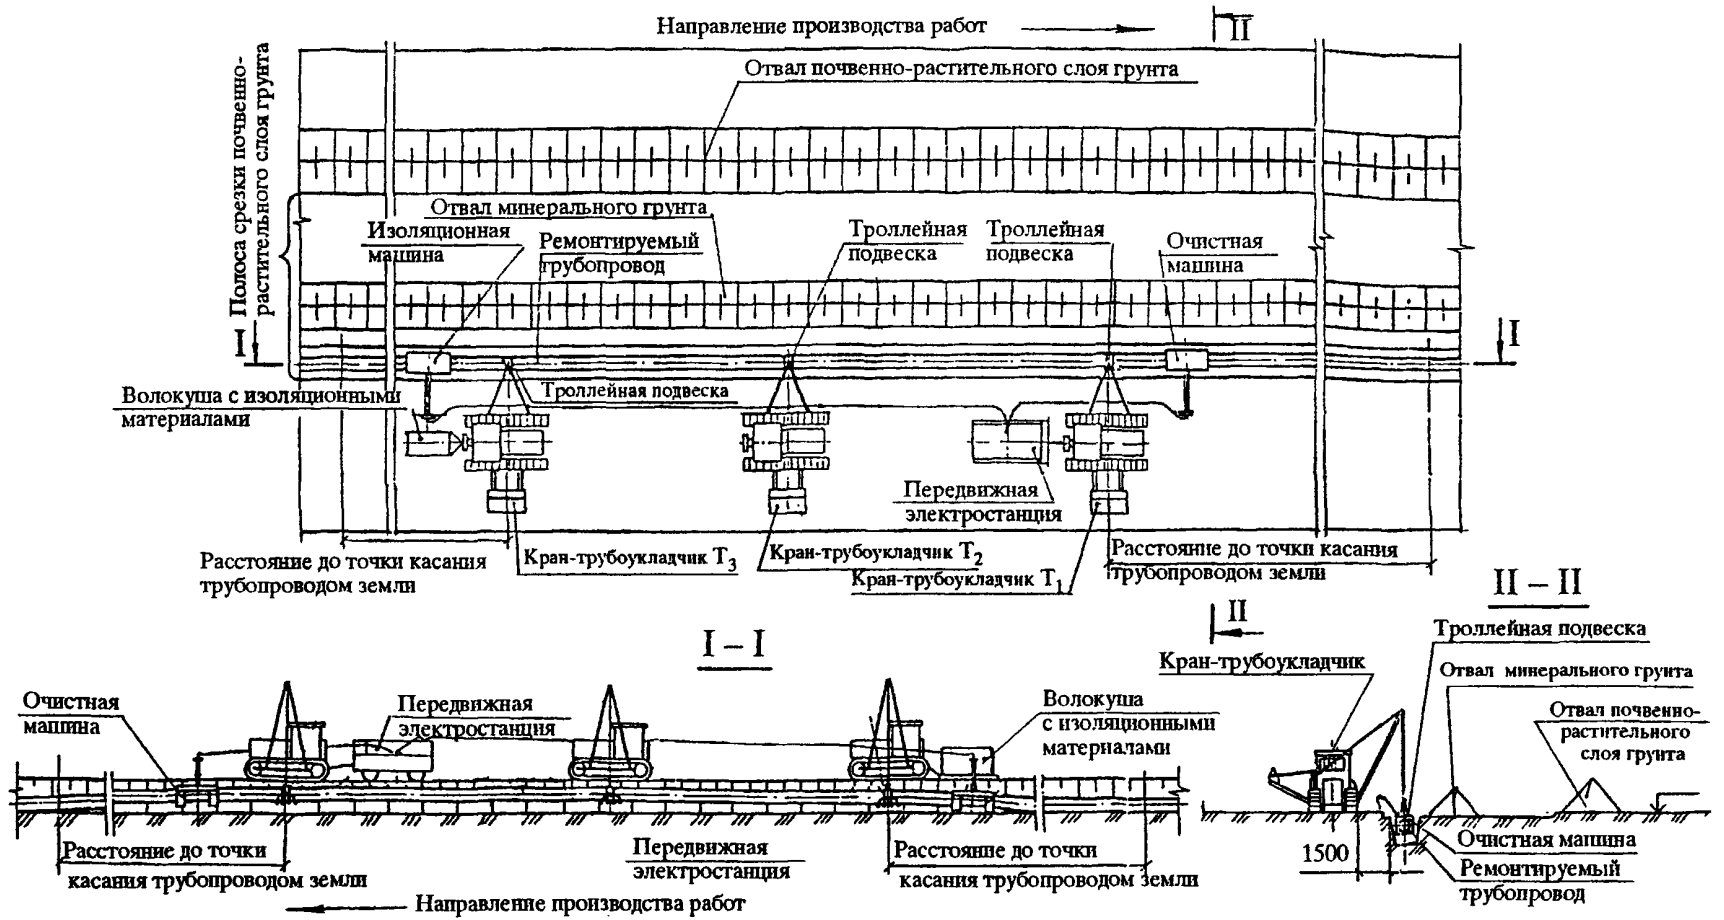 Направление производства работ
II
Полоса срезки почвенно-
растительного слоя грунта
Отвал почвенно-растительного слоя грунта
Отвал минерального грунта
Изоляционная
машина
Ремонтируемый
трубопровод
Троллейная
подвеска
Троллейная
подвеска
Очистная
машина
I
I
Волокуша с изоляционными
материалами
Троллейная подвеска
Передвижная
электростанция
Расстояние до точки касания
трубопроводом земли
Кран-трубоукладчик Т3
Кран-трубоукладчик Т2
Кран-трубоукладчик Т1
Расстояние до точки касания
трубопроводом земли
II
I – I
Очистная
машина
Передвижная
электростанция
Волокуша
с изоляционными
материалами
Расстояние до точки
касания трубопроводом земли
Передвижная
электростанция
Расстояние до точки
касания трубопроводом земли
Направление производства работ
II – II
Троллейная подвеска
Кран-трубоукладчик
Отвал минерального грунта
Отвал почвенно-
растительного
слоя грунта
1500
Очистная машина
Ремонтируемый
трубопровод